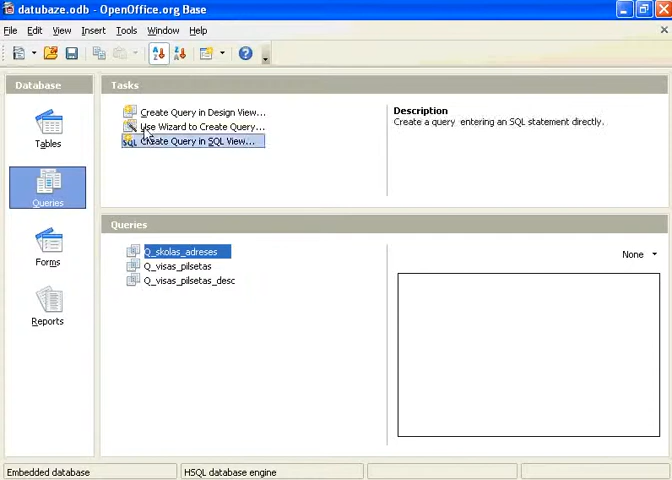 datubaze.odb - OpenOffice.org Base
File Edit View Insert Tools Window Help
Database
Tables
Queries
Forms
Reports
Tasks
Create Query in Design View...
Use Wizard to Create Query...
SQL Create Query in SQL View...
Description
Create a query entering an SQL statement directly.
Queries
Q_skolas_adreses
Q_visas_pilsetas
Q_visas_pilsetas_desc
None
Embedded database
HSQL database engine